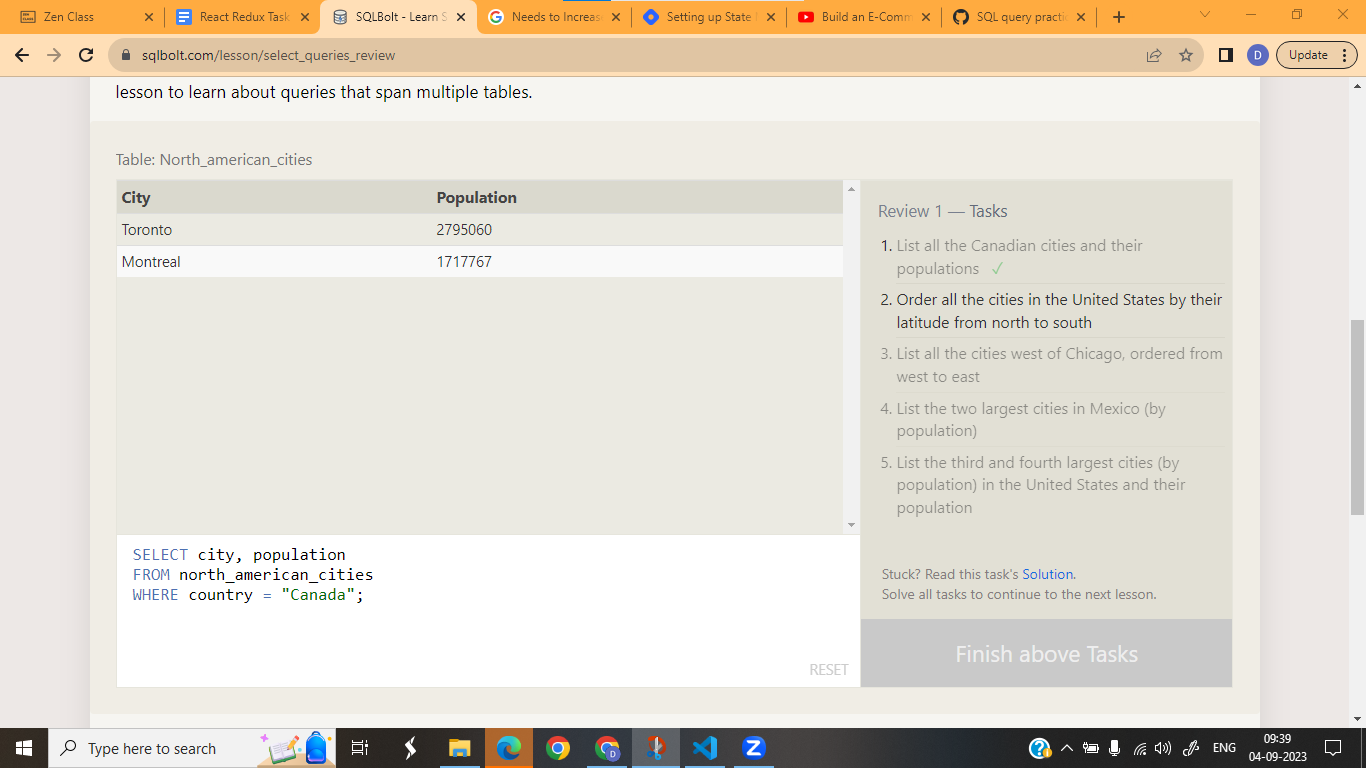 Zen Class
React Redux Task
SQLBolt - Learn S
Needs to Increas
Setting up State
Build an E-Comm
SQL query practi
sqlbolt.com/lesson/select_queries_review
D
Update
lesson to learn about queries that span multiple tables.
Table: North_american_cities
City Population
Toronto 2795060
Montreal 1717767
Review 1 — Tasks
1. List all the Canadian cities and their
populations ✓
2. Order all the cities in the United States by their
latitude from north to south
3. List all the cities west of Chicago, ordered from
west to east
4. List the two largest cities in Mexico (by
population)
5. List the third and fourth largest cities (by
population) in the United States and their
population
SELECT city, population
FROM north_american_cities
WHERE country = "Canada";
RESET
Stuck? Read this task's Solution.
Solve all tasks to continue to the next lesson.
Finish above Tasks
Type here to search
ENG
09:39
04-09-2023